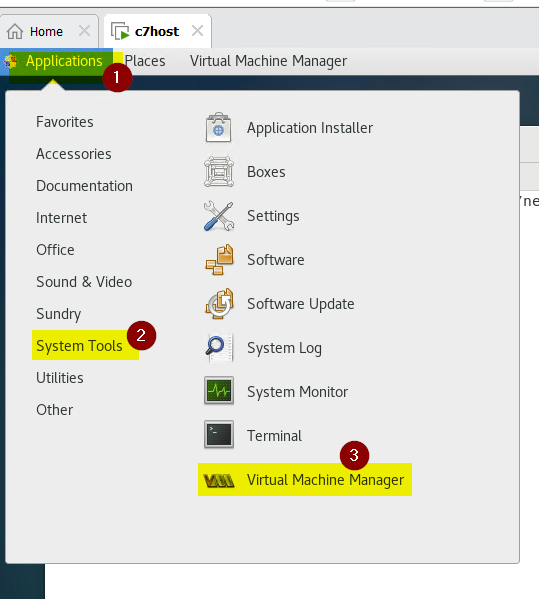 Home
c7host
Applications Places Virtual Machine Manager
1
Favorites
Accessories
Documentation
Internet
Office
Sound & Video
Sundry
System Tools
2
Utilities
Other
Application Installer
Boxes
Settings
Software
Software Update
System Log
System Monitor
Terminal
3
Virtual Machine Manager
/ne